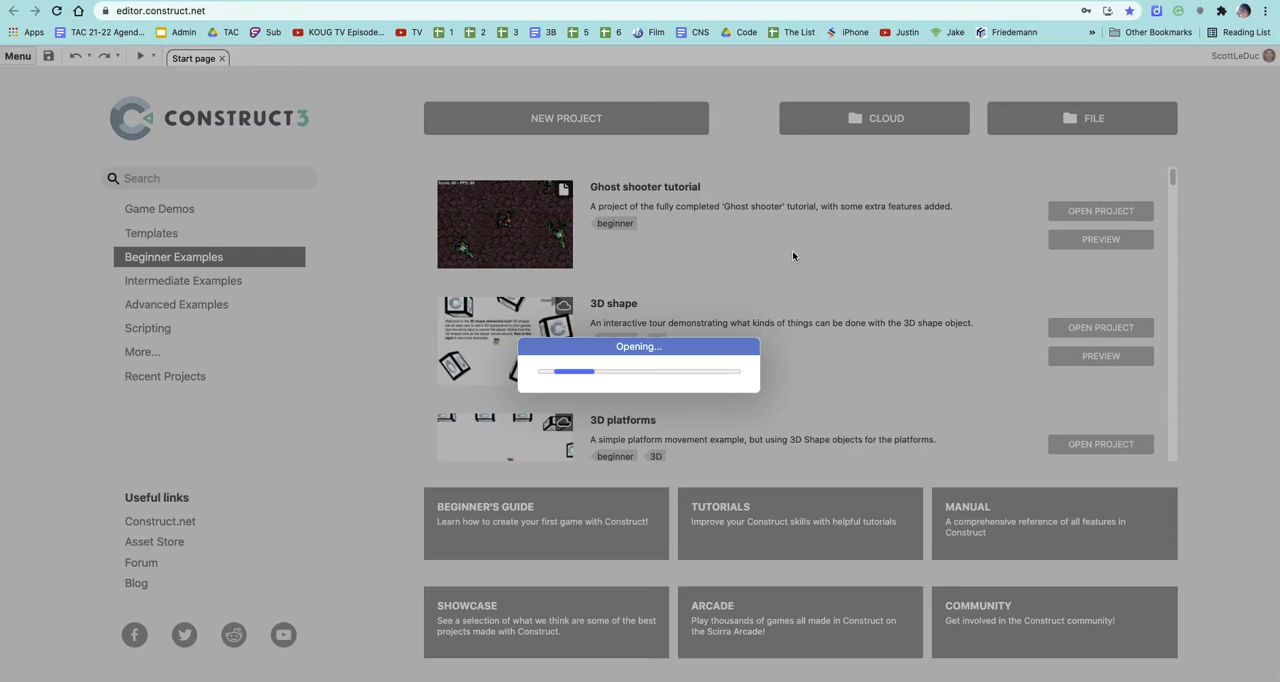 editor.construct.net
Apps TAC 21-22 Agend... Admin TAC Sub KOUG TV Episode... TV 1 2 3 3B 5 6 Film CNS Code The List iPhone Justin Jake Friedemann » Other Bookmarks Reading List
Menu Start page × ScottLeDuc
CONSTRUCT 3
NEW PROJECT
CLOUD
FILE
Search
Game Demos
Templates
Beginner Examples
Intermediate Examples
Advanced Examples
Scripting
More...
Recent Projects
Ghost shooter tutorial
A project of the fully completed 'Ghost shooter' tutorial, with some extra features added.
beginner
OPEN PROJECT
PREVIEW
3D shape
An interactive tour demonstrating what kinds of things can be done with the 3D shape object.
OPEN PROJECT
PREVIEW
Opening...
3D platforms
A simple platform movement example, but using 3D Shape objects for the platforms.
beginner 3D
OPEN PROJECT
Useful links
Construct.net
Asset Store
Forum
Blog
BEGINNER'S GUIDE
Learn how to create your first game with Construct!
TUTORIALS
Improve your Construct skills with helpful tutorials
MANUAL
A comprehensive reference of all features in
Construct
SHOWCASE
See a selection of what we think are some of the best
projects made with Construct.
ARCADE
Play thousands of games all made in Construct on
the Scirra Arcade!
COMMUNITY
Get involved in the Construct community!